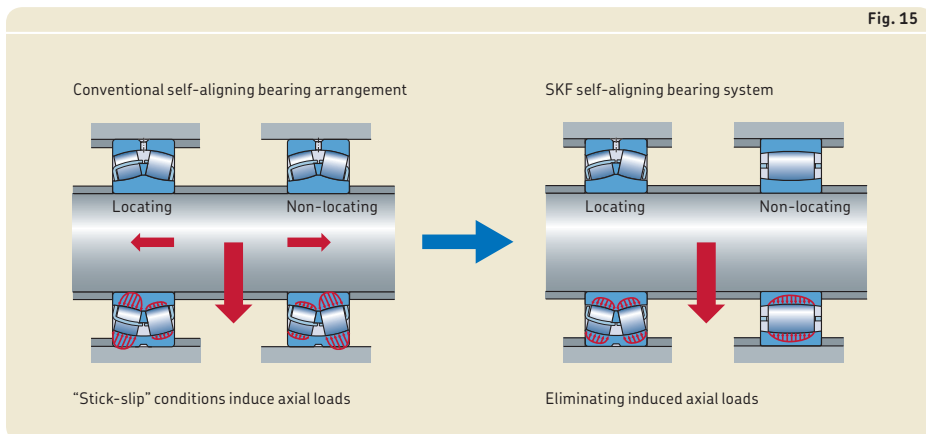 Fig. 15
Conventional self-aligning bearing arrangement
Locating
Non-locating
“Stick-slip” conditions induce axial loads
SKF self-aligning bearing system
Locating
Non-locating
Eliminating induced axial loads